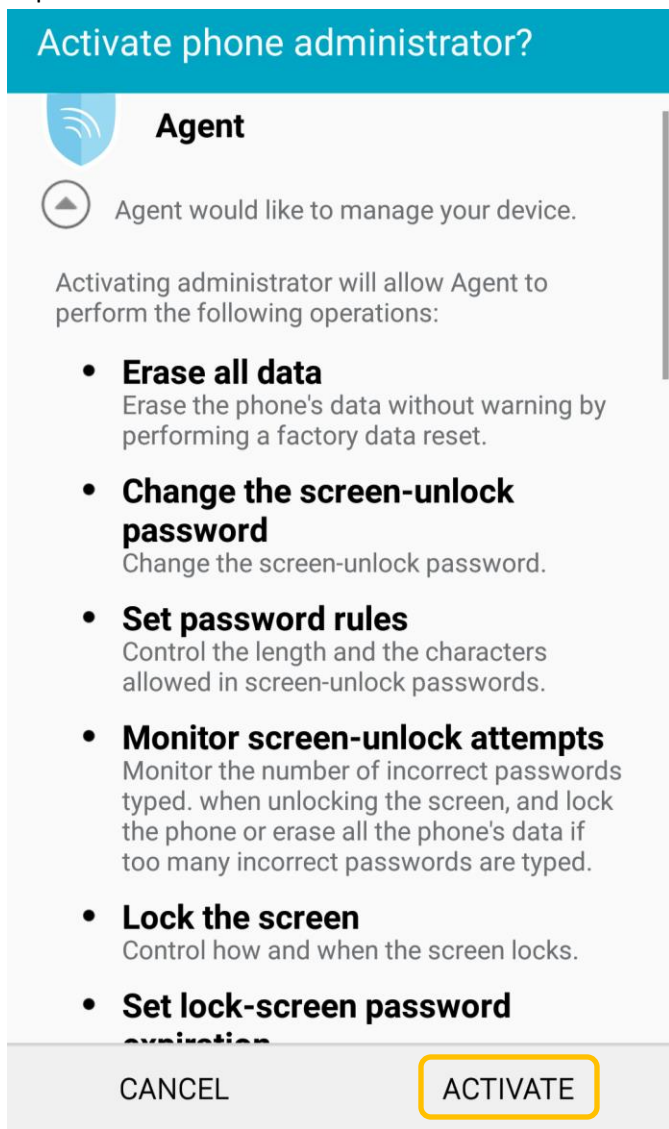 Activate phone administrator?
Agent
Agent would like to manage your device.
Activating administrator will allow Agent to
perform the following operations:
• Erase all data
Erase the phone's data without warning by
performing a factory data reset.
• Change the screen-unlock
password
Change the screen-unlock password.
• Set password rules
Control the length and the characters
allowed in screen-unlock passwords.
• Monitor screen-unlock attempts
Monitor the number of incorrect passwords
typed. when unlocking the screen, and lock
the phone or erase all the phone's data if
too many incorrect passwords are typed.
• Lock the screen
Control how and when the screen locks.
• Set lock-screen password
expiration
CANCEL
ACTIVATE